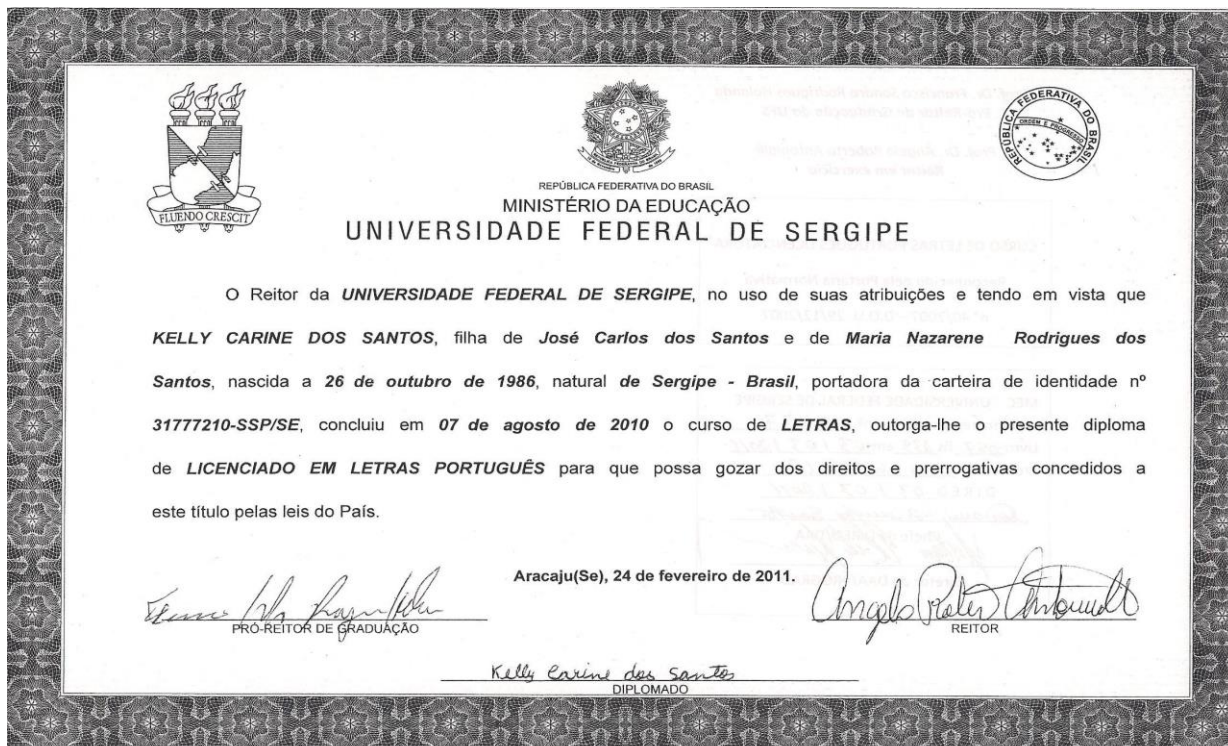 FLUENDO CRESCIT
REPÚBLICA FEDERATIVA DO BRASIL
ORDEM E PROGRESSO
REPÚBLICA FEDERATIVA DO BRASIL
MINISTÉRIO DA EDUCAÇÃO
UNIVERSIDADE FEDERAL DE SERGIPE
O Reitor da UNIVERSIDADE FEDERAL DE SERGIPE, no uso de suas atribuições e tendo em vista que
KELLY CARINE DOS SANTOS, filha de José Carlos dos Santos e de Maria Nazarene Rodrigues dos
Santos, nascida a 26 de outubro de 1986, natural de Sergipe - Brasil, portadora da carteira de identidade nº
31777210-SSP/SE, concluiu em 07 de agosto de 2010 o curso de LETRAS, outorga-lhe o presente diploma
de LICENCIADO EM LETRAS PORTUGUÊS para que possa gozar dos direitos e prerrogativas concedidos a
este título pelas leis do País.
Aracaju(Se), 24 de fevereiro de 2011.
PRÓ-REITOR DE GRADUAÇÃO
Angelo Roberto Antoniolli
REITOR
Kelly Carine dos Santos
DIPLOMADO